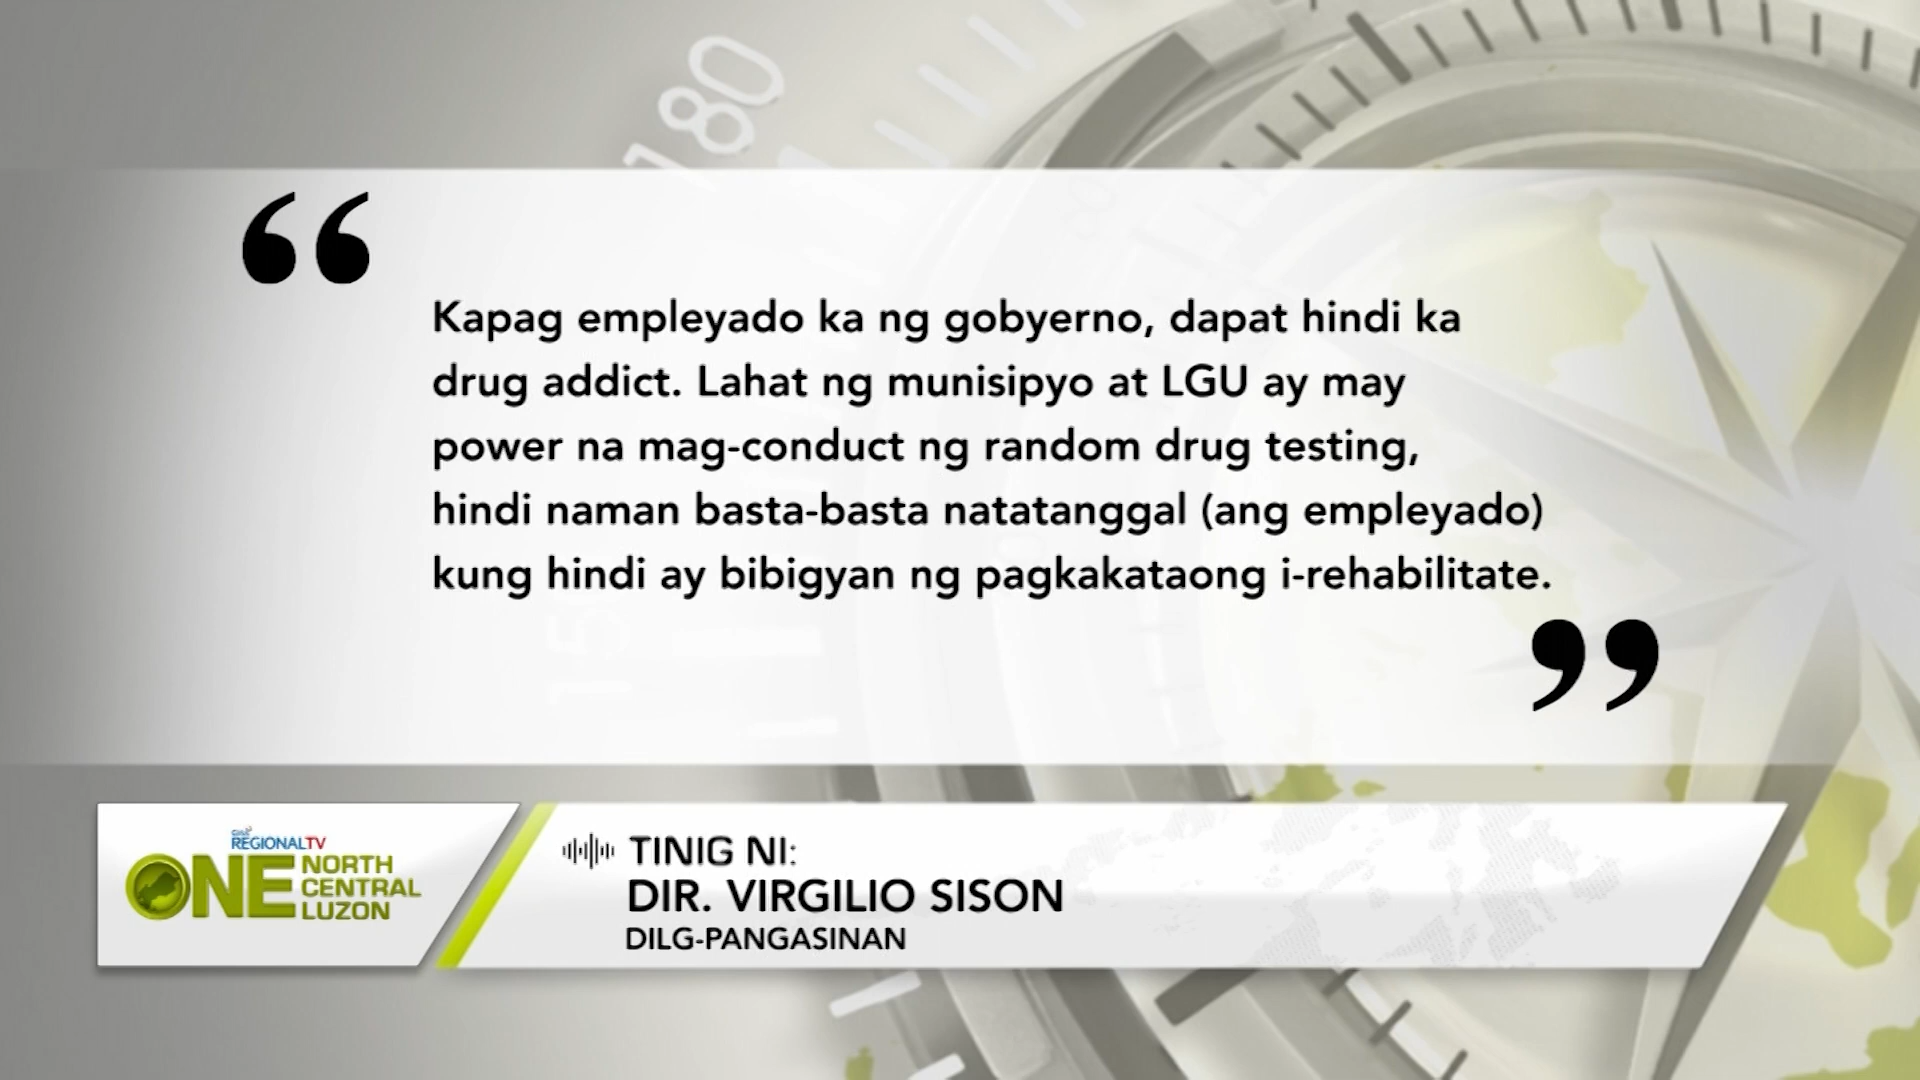 180
“
Kapag empleyado ka ng gobyerno, dapat hindi ka
drug addict. Lahat ng munisipyo at LGU ay may
power na mag-conduct ng random drug testing,
hindi naman basta-basta natatanggal (ang empleyado)
kung hindi ay bibigyan ng pagkakataong i-rehabilitate.
”
GMA
REGIONALTV
ONE NORTH
CENTRAL
LUZON
TINIG NI:
DIR. VIRGILIO SISON
DILG-PANGASINAN